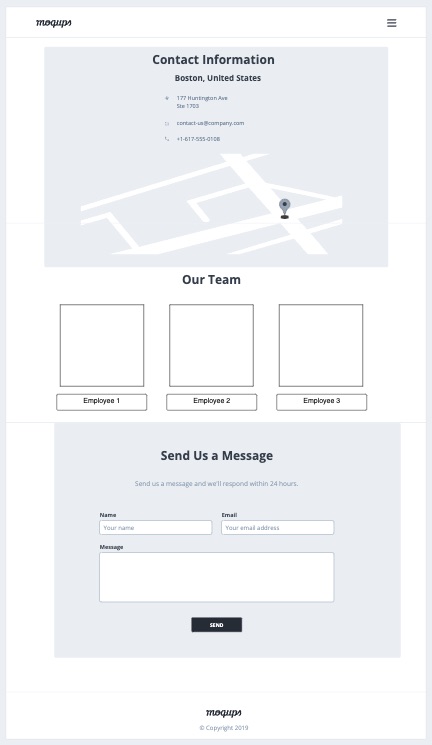 moqups
Contact Information
Boston, United States
177 Huntington Ave
Ste 1703
contact-us@company.com
+1-617-555-0108
Our Team
Employee 1
Employee 2
Employee 3
Send Us a Message
Send us a message and we'll respond within 24 hours.
Name
Email
Your name
Your email address
Message
SEND
moqups
© Copyright 2019